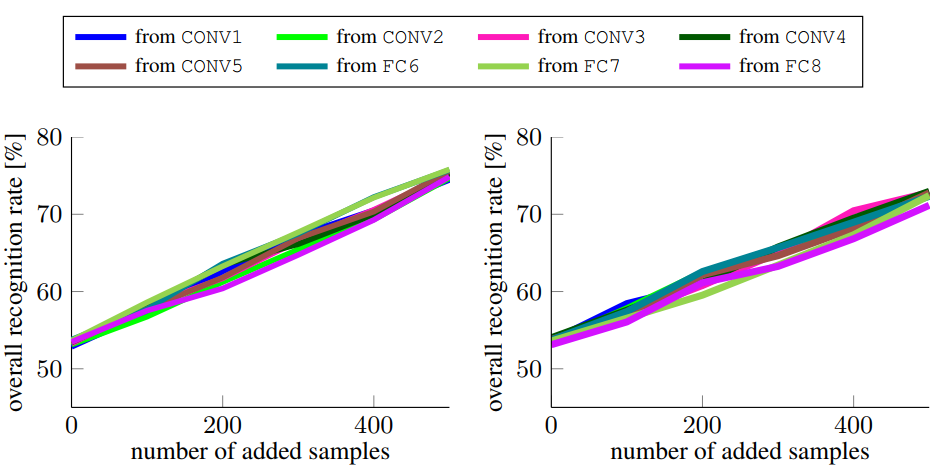 from CONV1 from CONV2 from CONV3 from CONV4
from CONV5 from FC6 from FC7 from FC8
overall recognition rate [%]
80
70
60
50
0 200 400
number of added samples
overall recognition rate [%]
80
70
60
50
0 200 400
number of added samples